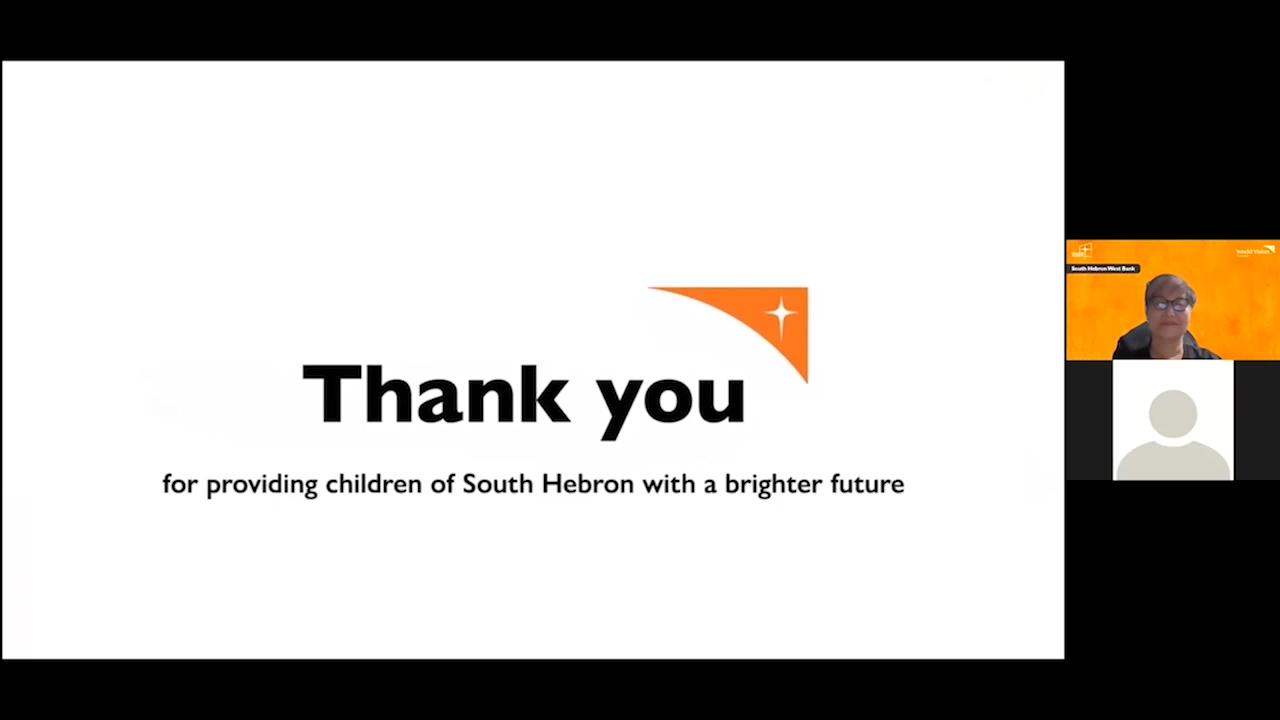 Thank you
for providing children of South Hebron with a brighter future
World Vision
South Hebron West Bank